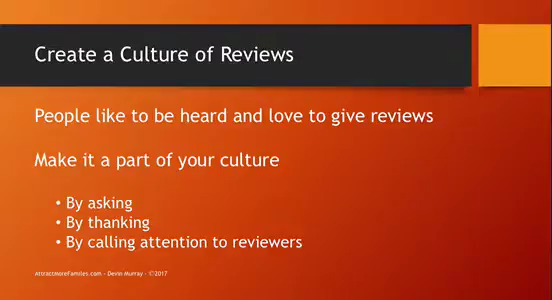 Create a Culture of Reviews
People like to be heard and love to give reviews
Make it a part of your culture
• By asking
• By thanking
• By calling attention to reviewers
AttractMoreFamilies.com - Devin Murray - ©2017